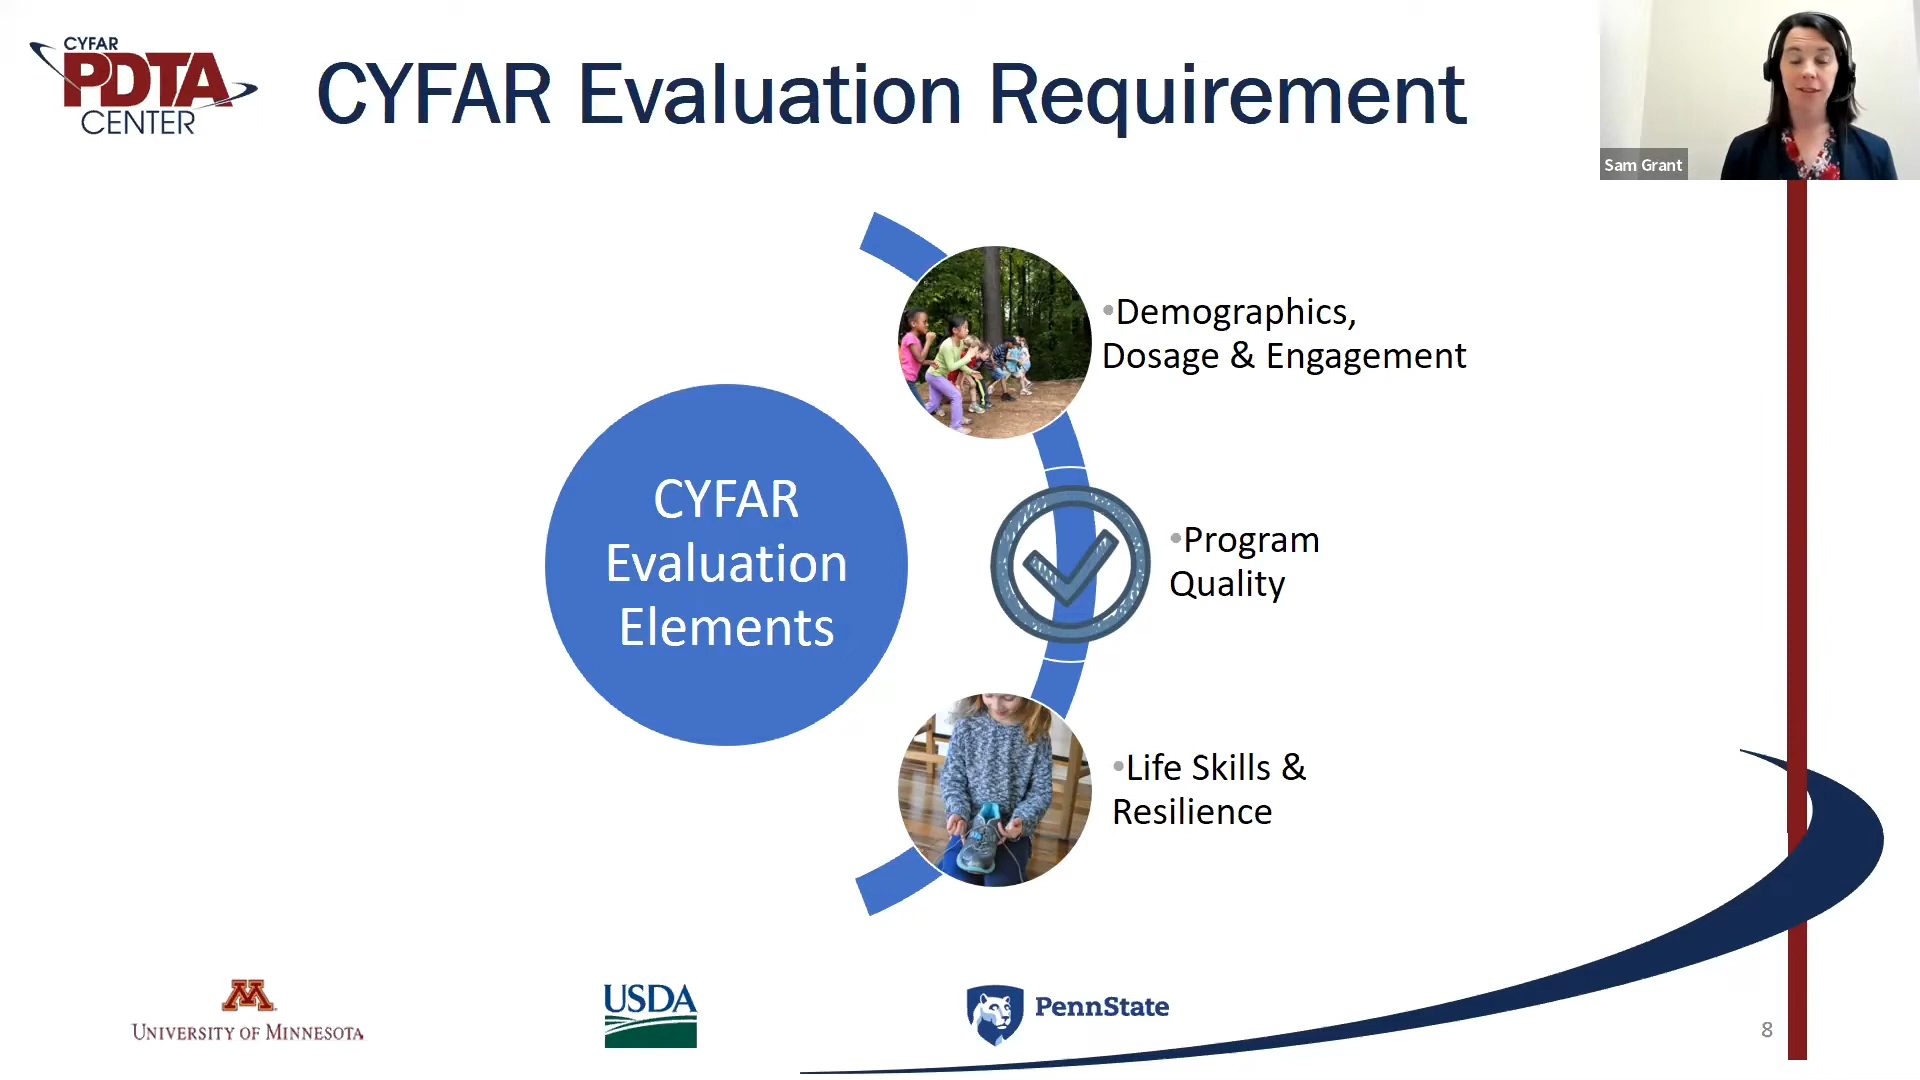 CYFAR
PDTA
CENTER
CYFAR Evaluation Requirement
Sam Grant
•Demographics,
Dosage & Engagement
CYFAR
Evaluation
Elements
•Program
Quality
•Life Skills &
Resilience
M
UNIVERSITY OF MINNESOTA
USDA
PennState
8